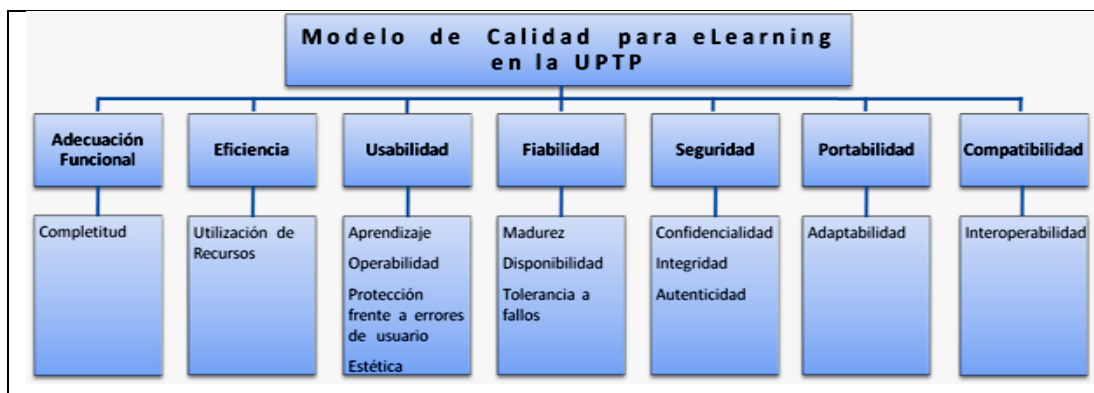 Modelo de Calidad para eLearning
en la UPTP
Adecuación
Funcional
Eficiencia
Usabilidad
Fiabilidad
Seguridad
Portabilidad
Compatibilidad
Completitud
Utilización de
Recursos
Aprendizaje
Operabilidad
Protección
frente a errores
de usuario
Estética
Madurez
Disponibilidad
Tolerancia a
fallos
Confidencialidad
Integridad
Autenticidad
Adaptabilidad
Interoperabilidad